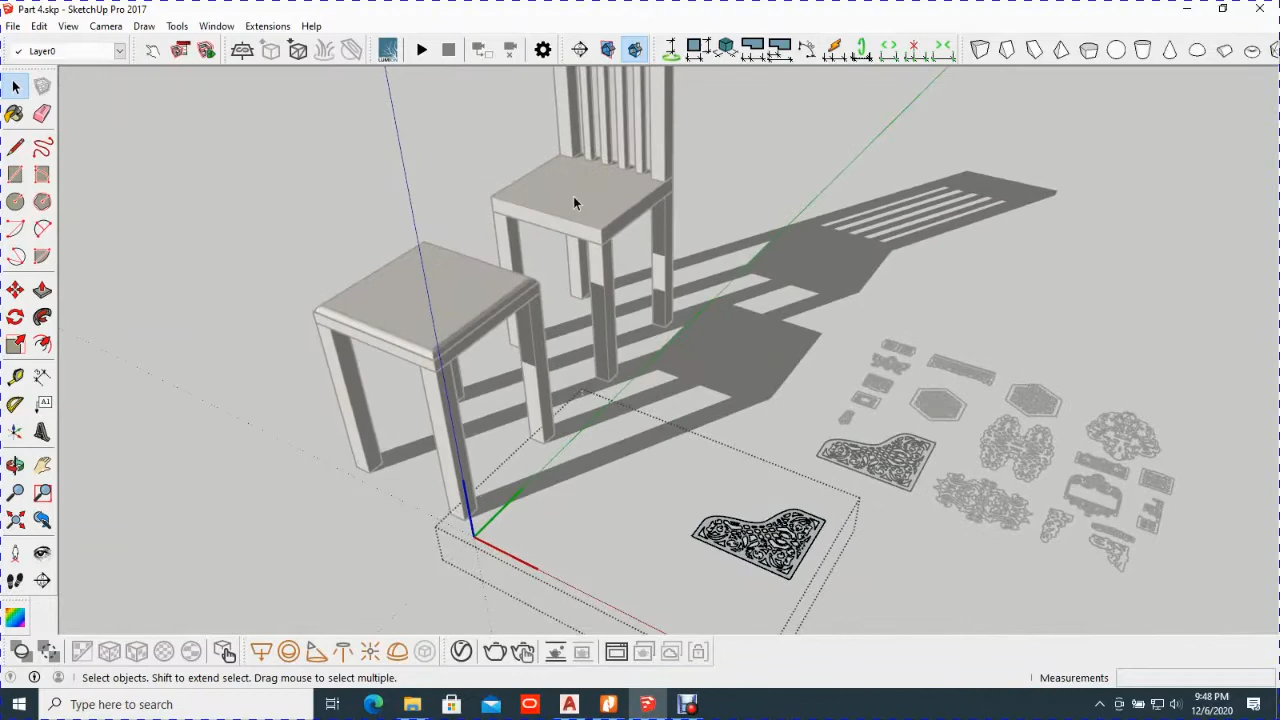 Part 4.skp - SketchUp Pro 2017
File Edit View Camera Draw Tools Window Extensions Help
Layer0
LUMION
A1
Select objects. Shift to extend select. Drag mouse to select multiple.
Measurements
Type here to search
9:48 PM
12/6/2020